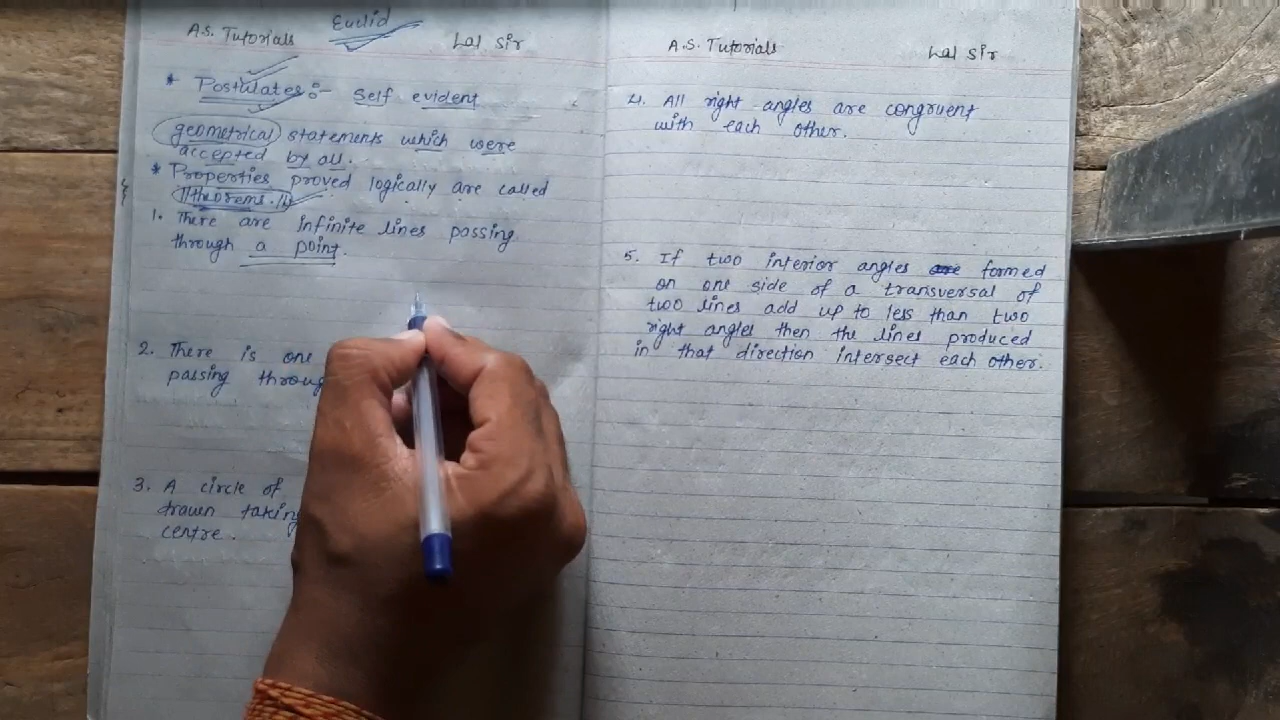 Euclid
A.S. Tutorials Lal Sir
* Postulates :- Self evident
geometrical statements which were
accepted by all.
* Properties proved logically are called
theorems.
1. There are infinite lines passing
through a point.
2. There is one
passing throug
3. A circle of
drawn taking
centre.
A.S. Tutorials Lal Sir
4. All right angles are congruent
with each other.
5. If two interior angles are formed
on one side of a transversal of
two lines add up to less than two
right angles then the lines produced
in that direction intersect each other.